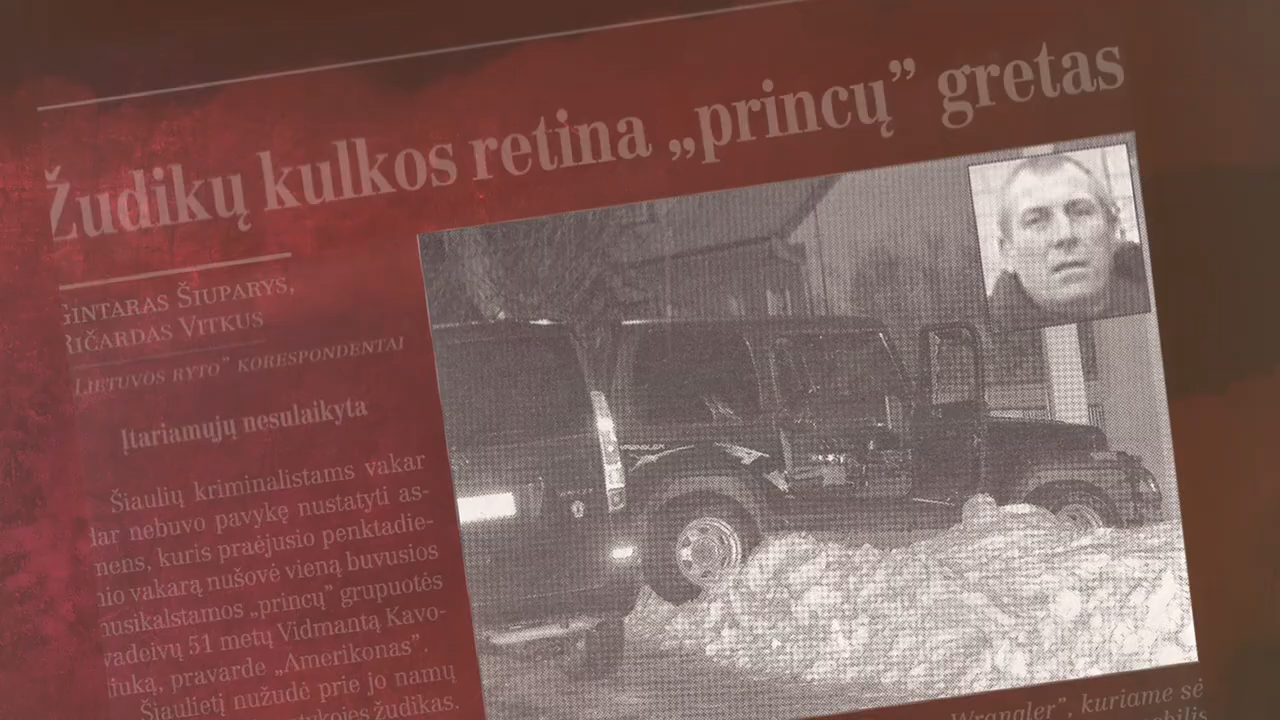 Žudikų kulkos retina „princų” gretas
GINTARAS ŠIUPARYS,
RIČARDAS VITKUS
„LIETUVOS RYTO” KORESPONDENTAI
Įtariamųjų nesulaikyta
Šiaulių kriminalistams vakar
dar nebuvo pavykę nustatyti as-
mens, kuris praėjusio penktadie-
nio vakarą nušovė vieną buvusios
nusikalstamos „princų” grupuotės
vadeivų 51 metų Vidmantą Kavo-
liuką, pravarde „Amerikonas”.
Šiaulietį nužudė prie jo namų
žudikas.
WRANGLER
Wrangler”, kuriame sė